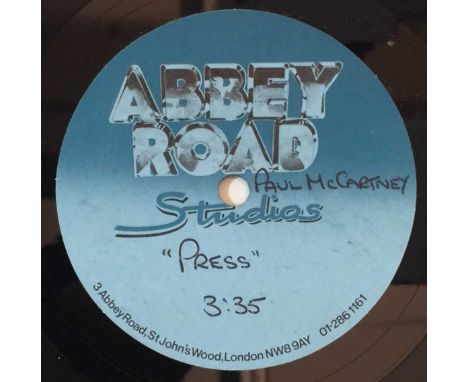 ABBEY
ROAD
PAUL McCARTNEY
Studios
"PRESS"
3:35
3 Abbey Road, St John's Wood, London NW8 9AY 01-286 1161